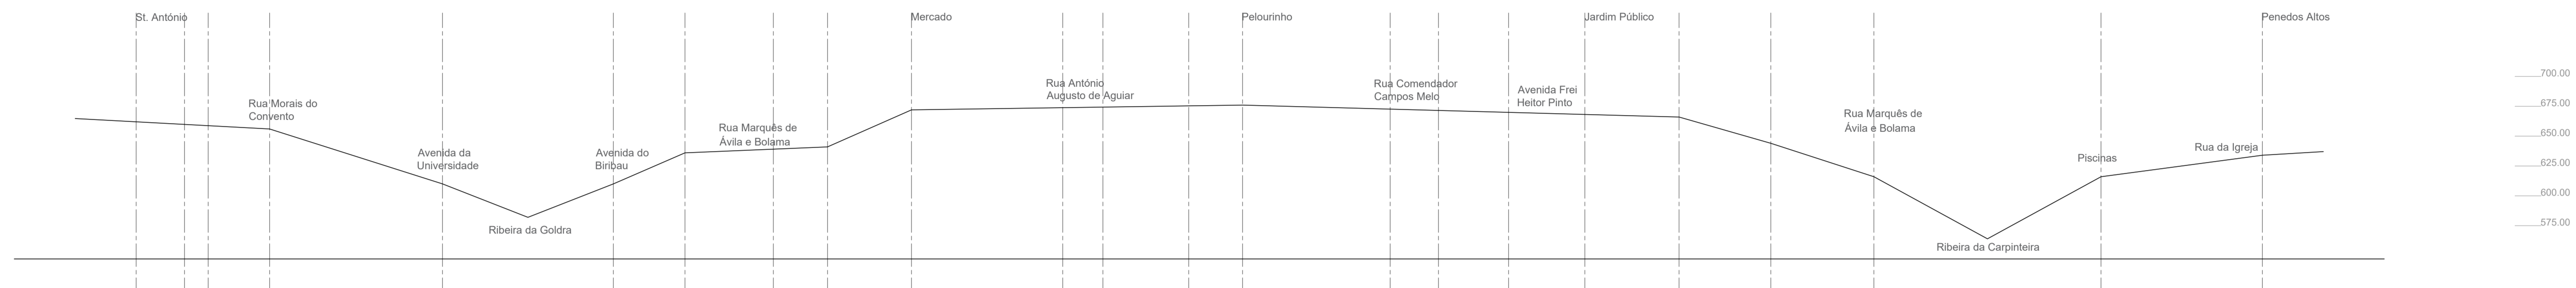 St. António
Mercado
Pelourinho
Jardim Público
Penedos Altos
Rua Morais do
Convento
Avenida da
Universidade
Ribeira da Goldra
Avenida do
Biribau
Rua Marquês de
Ávila e Bolama
Rua António
Augusto de Aguiar
Rua Comendador
Campos Melo
Avenida Frei
Heitor Pinto
Rua Marquês de
Ávila e Bolama
Ribeira da Carpinteira
Piscinas
Rua da Igreja
700.00
675.00
650.00
625.00
600.00
575.00